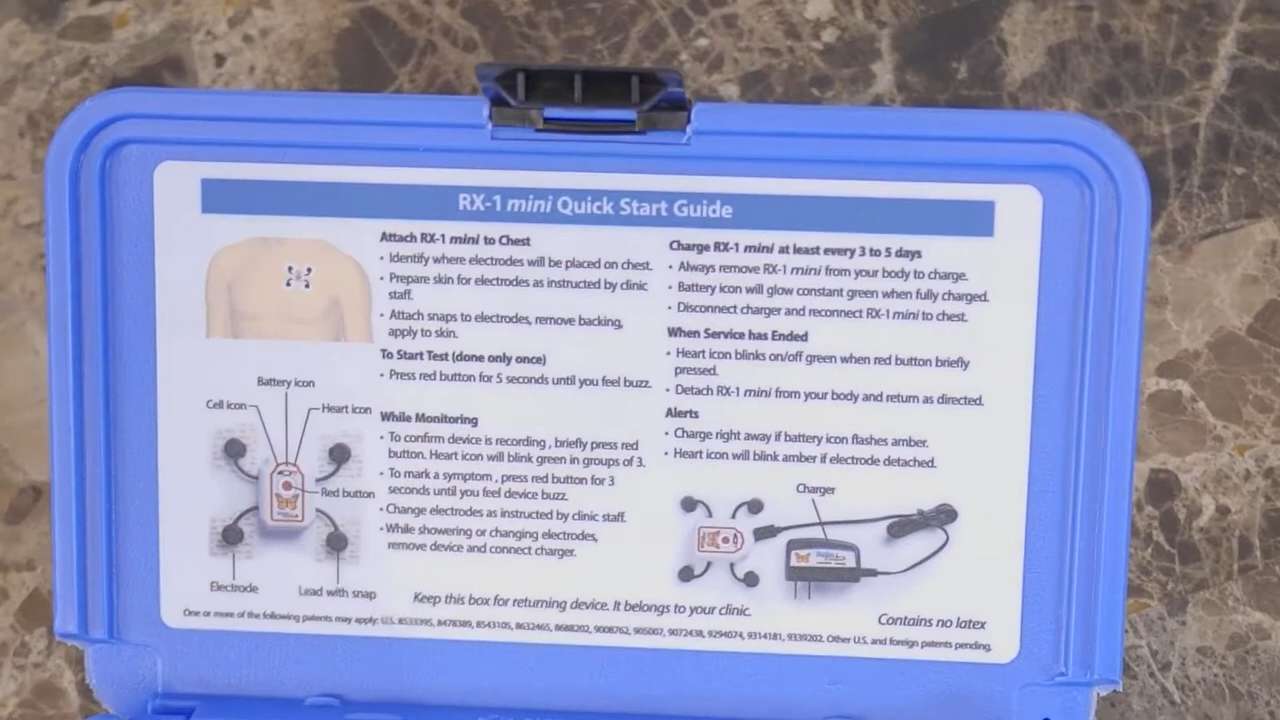 RX-1 mini Quick Start Guide
Attach RX-1 mini to Chest
• Identify where electrodes will be placed on chest.
• Prepare skin for electrodes as instructed by clinic
staff.
• Attach snaps to electrodes, remove backing,
apply to skin.
To Start Test (done only once)
• Press red button for 5 seconds until you feel buzz.
While Monitoring
• To confirm device is recording , briefly press red
button. Heart icon will blink green in groups of 3.
• To mark a symptom , press red button for 3
seconds until you feel device buzz.
• Change electrodes as instructed by clinic staff.
• While showering or changing electrodes,
remove device and connect charger.
Battery icon
Cell icon
Heart icon
Red button
Electrode
Lead with snap
Charge RX-1 mini at least every 3 to 5 days
• Always remove RX-1 mini from your body to charge.
• Battery icon will glow constant green when fully charged.
• Disconnect charger and reconnect RX-1 mini to chest.
When Service has Ended
• Heart icon blinks on/off green when red button briefly
pressed.
• Detach RX-1 mini from your body and return as directed.
Alerts
• Charge right away if battery icon flashes amber.
• Heart icon will blink amber if electrode detached.
Charger
Keep this box for returning device. It belongs to your clinic.
Contains no latex
One or more of the following patents may apply: U.S. 8533395, 8478389, 8543105, 8632465, 8688202, 9008762, 905007, 9072438, 9294074, 9314181, 9339202. Other U.S. and foreign patents pending.